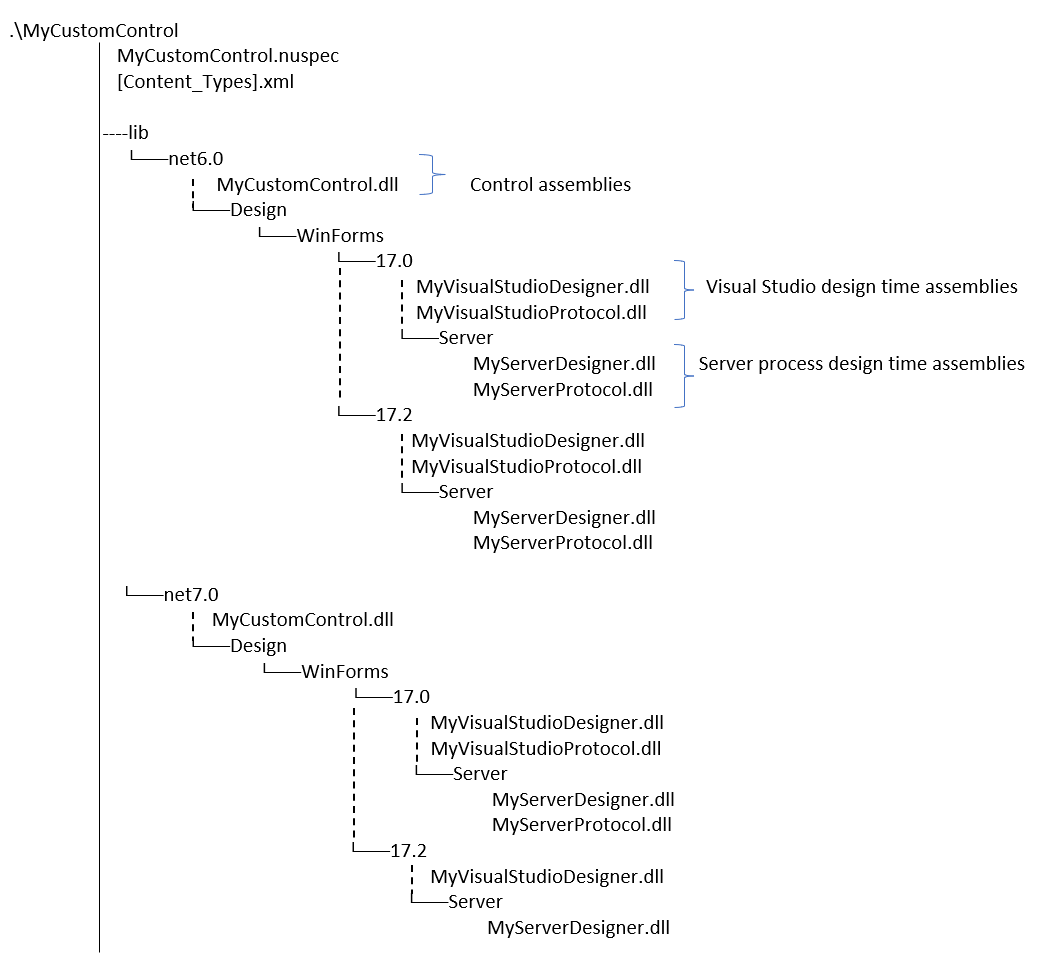 .\MyCustomControl
MyCustomControl.nuspec
[Content_Types].xml
----lib
net6.0
MyCustomControl.dll
Control assemblies
Design
WinForms
17.0
MyVisualStudioDesigner.dll
Visual Studio design time assemblies
MyVisualStudioProtocol.dll
Server
MyServerDesigner.dll
Server process design time assemblies
MyServerProtocol.dll
17.2
MyVisualStudioDesigner.dll
MyVisualStudioProtocol.dll
Server
MyServerDesigner.dll
MyServerProtocol.dll
net7.0
MyCustomControl.dll
Design
WinForms
17.0
MyVisualStudioDesigner.dll
MyVisualStudioProtocol.dll
Server
MyServerDesigner.dll
MyServerProtocol.dll
17.2
MyVisualStudioDesigner.dll
Server
MyServerDesigner.dll